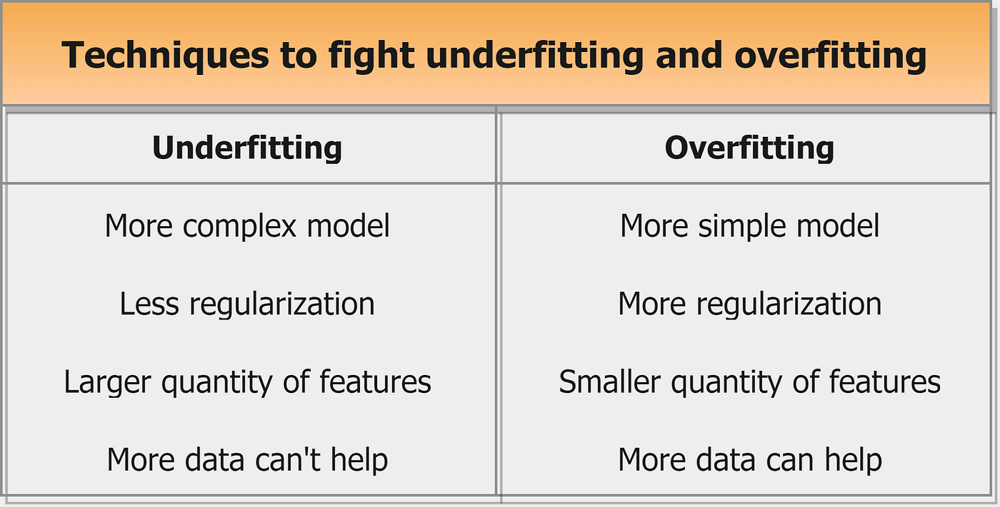 Techniques to fight underfitting and overfitting
Underfitting
Overfitting
More complex model
More simple model
Less regularization
More regularization
Larger quantity of features
Smaller quantity of features
More data can't help
More data can help